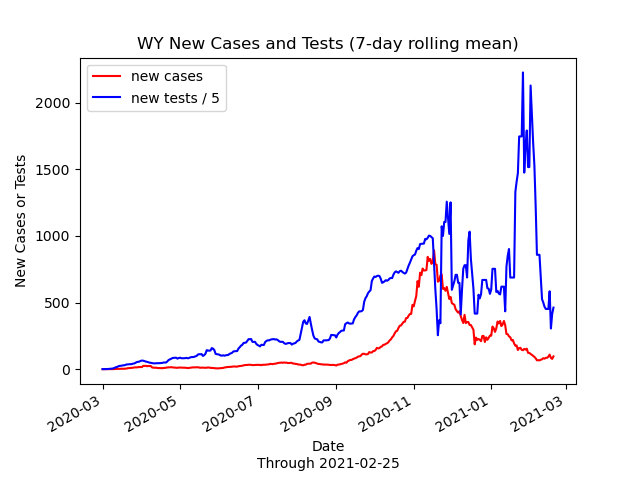 WY New Cases and Tests (7-day rolling mean)
new cases
new tests / 5
New Cases or Tests
2000
1500
1000
500
0
2020-03
2020-05
2020-07
2020-09
2020-11
2021-01
2021-03
Date
Through 2021-02-25